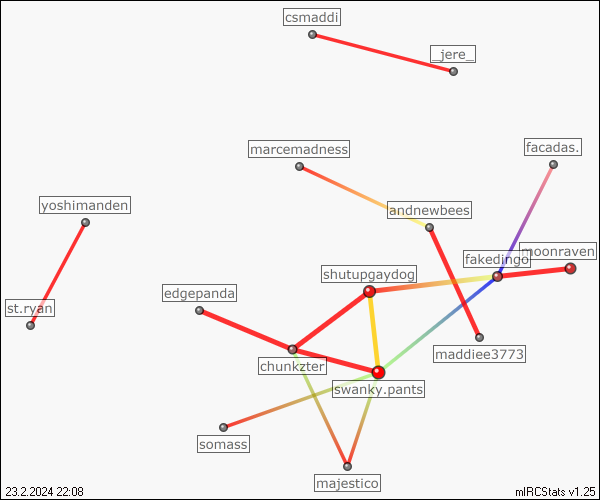 csmaddi
_jere_
marcemadness
facadas.
yoshimanden
andnewbees
moonraven
fakedingo
shutupgaydog
edgepanda
st.ryan
maddiee3773
chunkzter
swanky.pants
somass
majestico
23.2.2024 22:08
mIRCStats v1.25